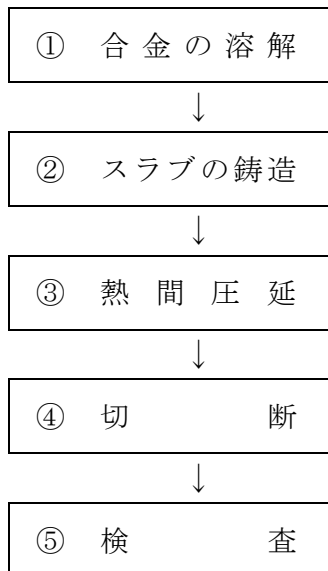 ① 合金の溶解
↓
② スラブの鋳造
↓
③ 熱間圧延
↓
④ 切断
↓
⑤ 検査